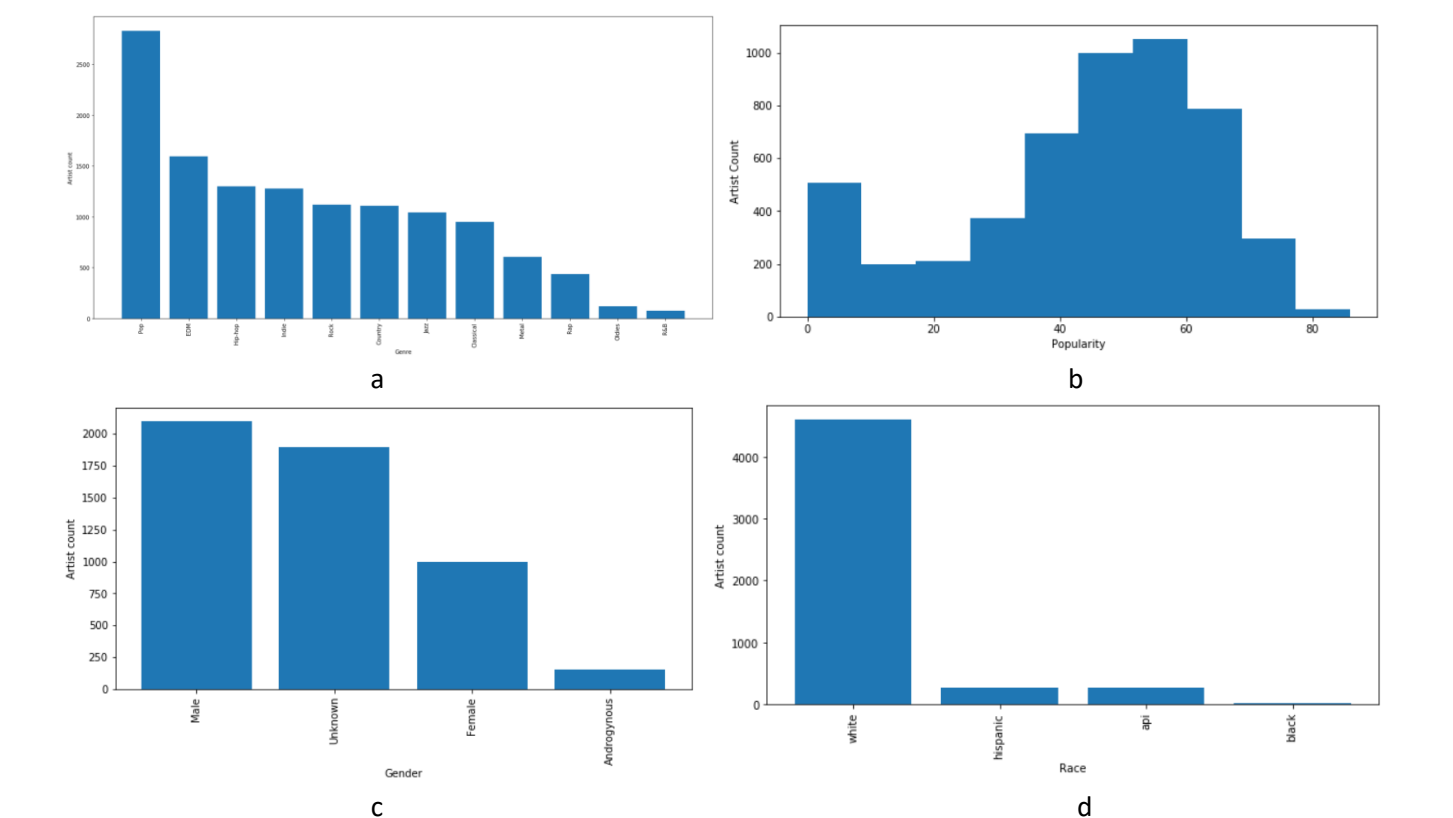 2500
2000
1500
1000
500
0
Artist count
Pop
EDM
Hip-hop
Indie
Rock
Country
Jazz
Classical
Metal
Rap
Oldies
R&B
Genre
a
1000
800
600
400
200
0
Artist Count
0 20 40 60 80
Popularity
b
2000
1750
1500
1250
1000
750
500
250
0
Artist count
Male
Unknown
Female
Androgynous
Gender
c
4000
3000
2000
1000
0
Artist count
white
hispanic
api
black
Race
d